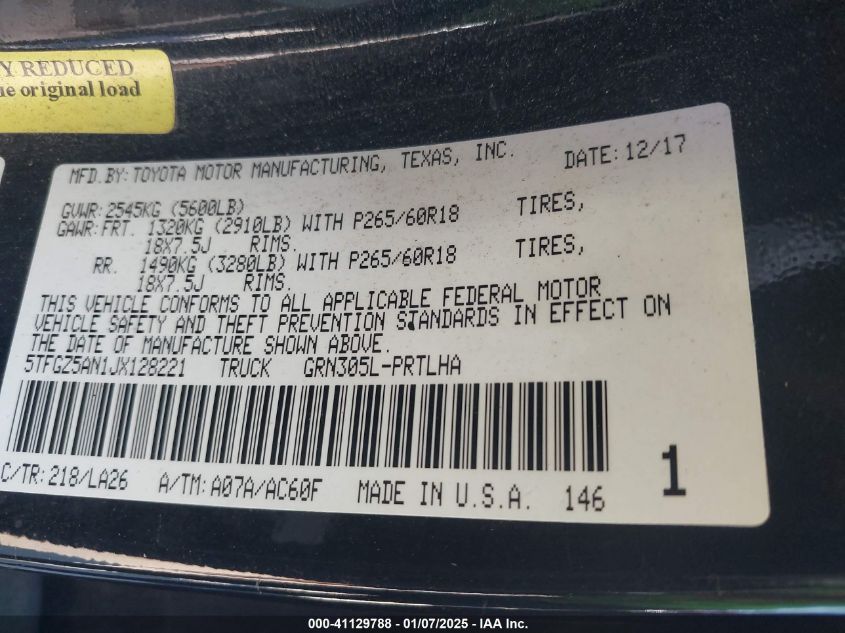 Y REDUCED
he original load
MFD.BY: TOYOTA MOTOR MANUFACTURING, TEXAS, INC. DATE: 12/17
GVWR: 2545KG (5600LB)
GAWR: FRT. 1320KG (2910LB) WITH P265/60R18 TIRES,
18X7.5J RIMS.
RR. 1490KG (3280LB) WITH P265/60R18 TIRES,
18X7.5J RIMS.
THIS VEHICLE CONFORMS TO ALL APPLICABLE FEDERAL MOTOR
VEHICLE SAFETY AND THEFT PREVENTION STANDARDS IN EFFECT ON
THE DATE OF MANUFACTURE SHOWN ABOVE.
5TFGZ5AN1JX128221 TRUCK GRN305L-PRTLHA
C/TR: 218/LA26 A/TM: A07A/AC60F MADE IN U.S.A. 146 1
000-41129788 - 01/07/2025 - IAA Inc.